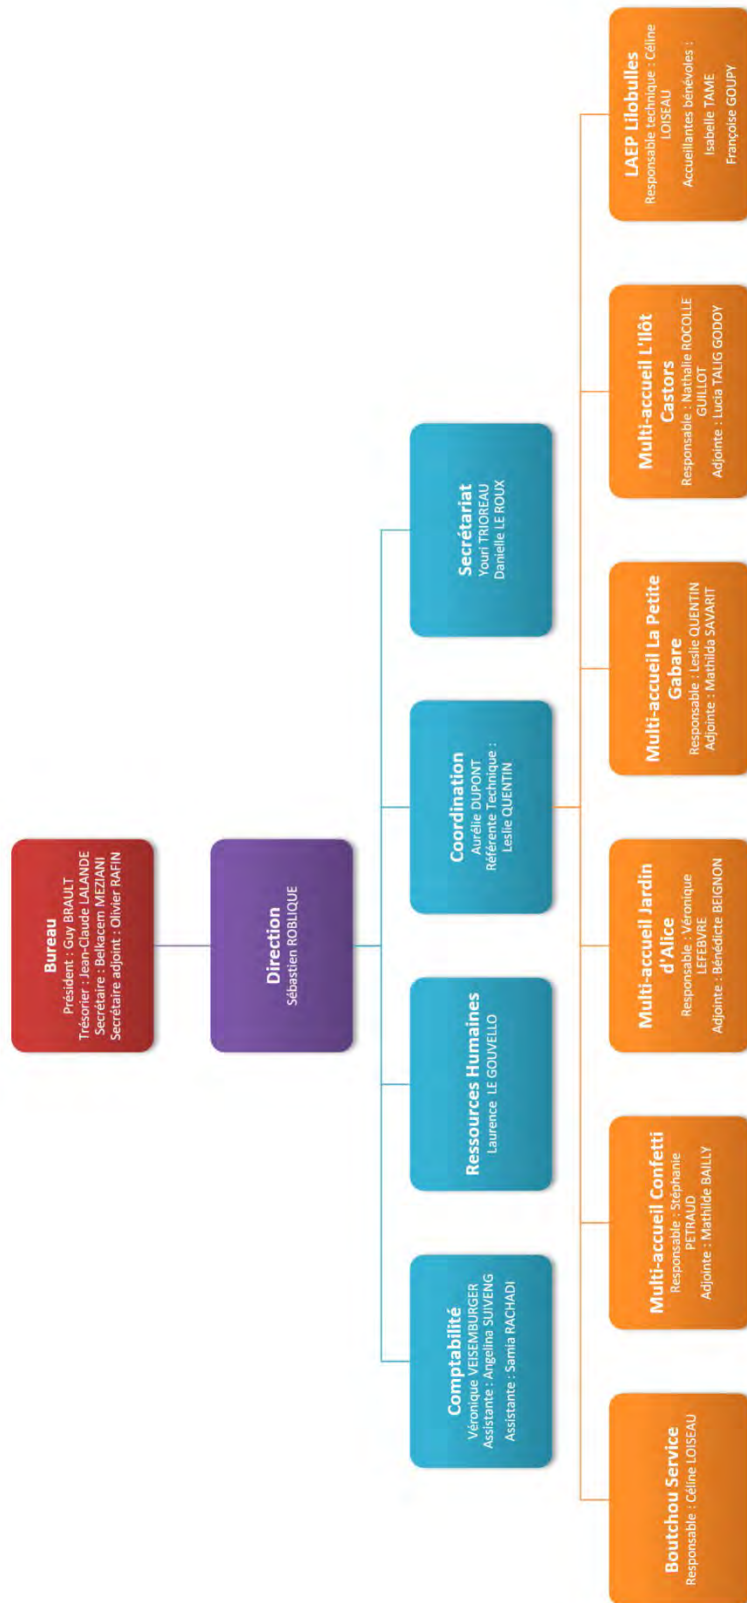 Bureau
Président : Guy BRAULT
Trésorier : Jean-Claude LALANDE
Secrétaire : Belkacem MEZIANI
Secrétaire adjoint : Olivier RAFIN
Direction
Sébastien ROBLIQUE
Comptabilité
Véronique VEISEMBURGER
Assistante : Angelina SUIVENG
Assistante : Samia RACHADI
Ressources Humaines
Laurence LE GOUVELLO
Coordination
Aurélie DUPONT
Référente Technique :
Leslie QUENTIN
Secrétariat
Youri TRIOREAU
Danielle LE ROUX
Boutchou Service
Responsable : Céline LOISEAU
Multi-accueil Confetti
Responsable : Stéphanie
PETRAUD
Adjointe : Mathilde BAILLY
Multi-accueil Jardin
d'Alice
Responsable : Véronique
LEFEBVRE
Adjointe : Bénédicte BEIGNON
Multi-accueil La Petite
Gabare
Responsable : Leslie QUENTIN
Adjointe : Mathilda SAVARIT
Multi-accueil L'Ilôt
Castors
Responsable : Nathalie ROCOLLE
GUILLOT
Adjointe : Lucia TALIG GODOY
LAEP Lilobulles
Responsable technique : Céline
LOISEAU
Accueillantes bénévoles :
Isabelle TAME
Françoise GOUPY